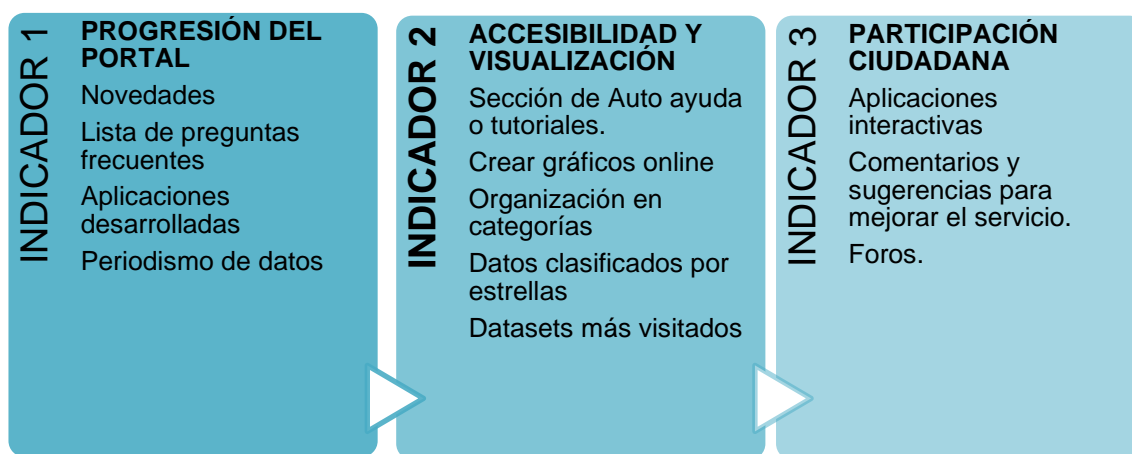 INDICADOR 1
PROGRESIÓN DEL
PORTAL
Novedades
Lista de preguntas
frecuentes
Aplicaciones
desarrolladas
Periodismo de datos
INDICADOR 2
ACCESIBILIDAD Y
VISUALIZACIÓN
Sección de Auto ayuda
o tutoriales.
Crear gráficos online
Organización en
categorías
Datos clasificados por
estrellas
Datasets más visitados
INDICADOR 3
PARTICIPACIÓN
CIUDADANA
Aplicaciones
interactivas
Comentarios y
sugerencias para
mejorar el servicio.
Foros.